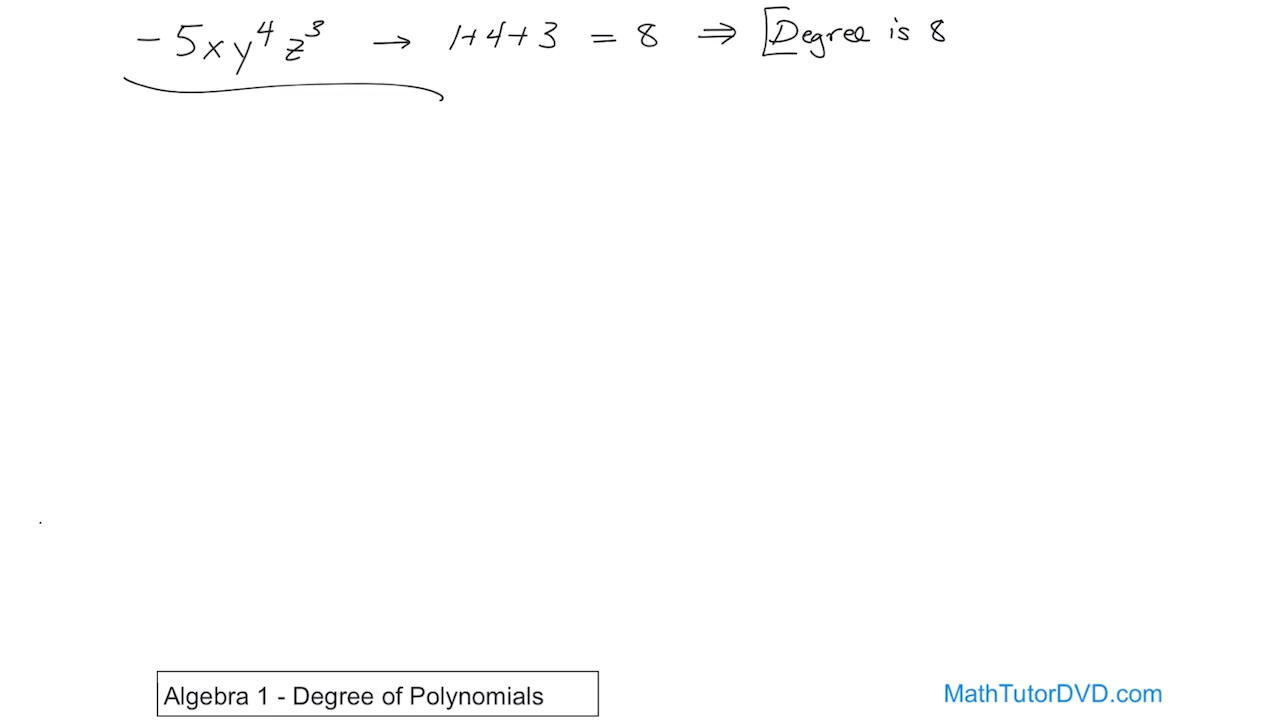 -5xy⁴z³ → 1+4+3 = 8 ⇒ Degree is 8
Algebra 1 - Degree of Polynomials
MathTutorDVD.com